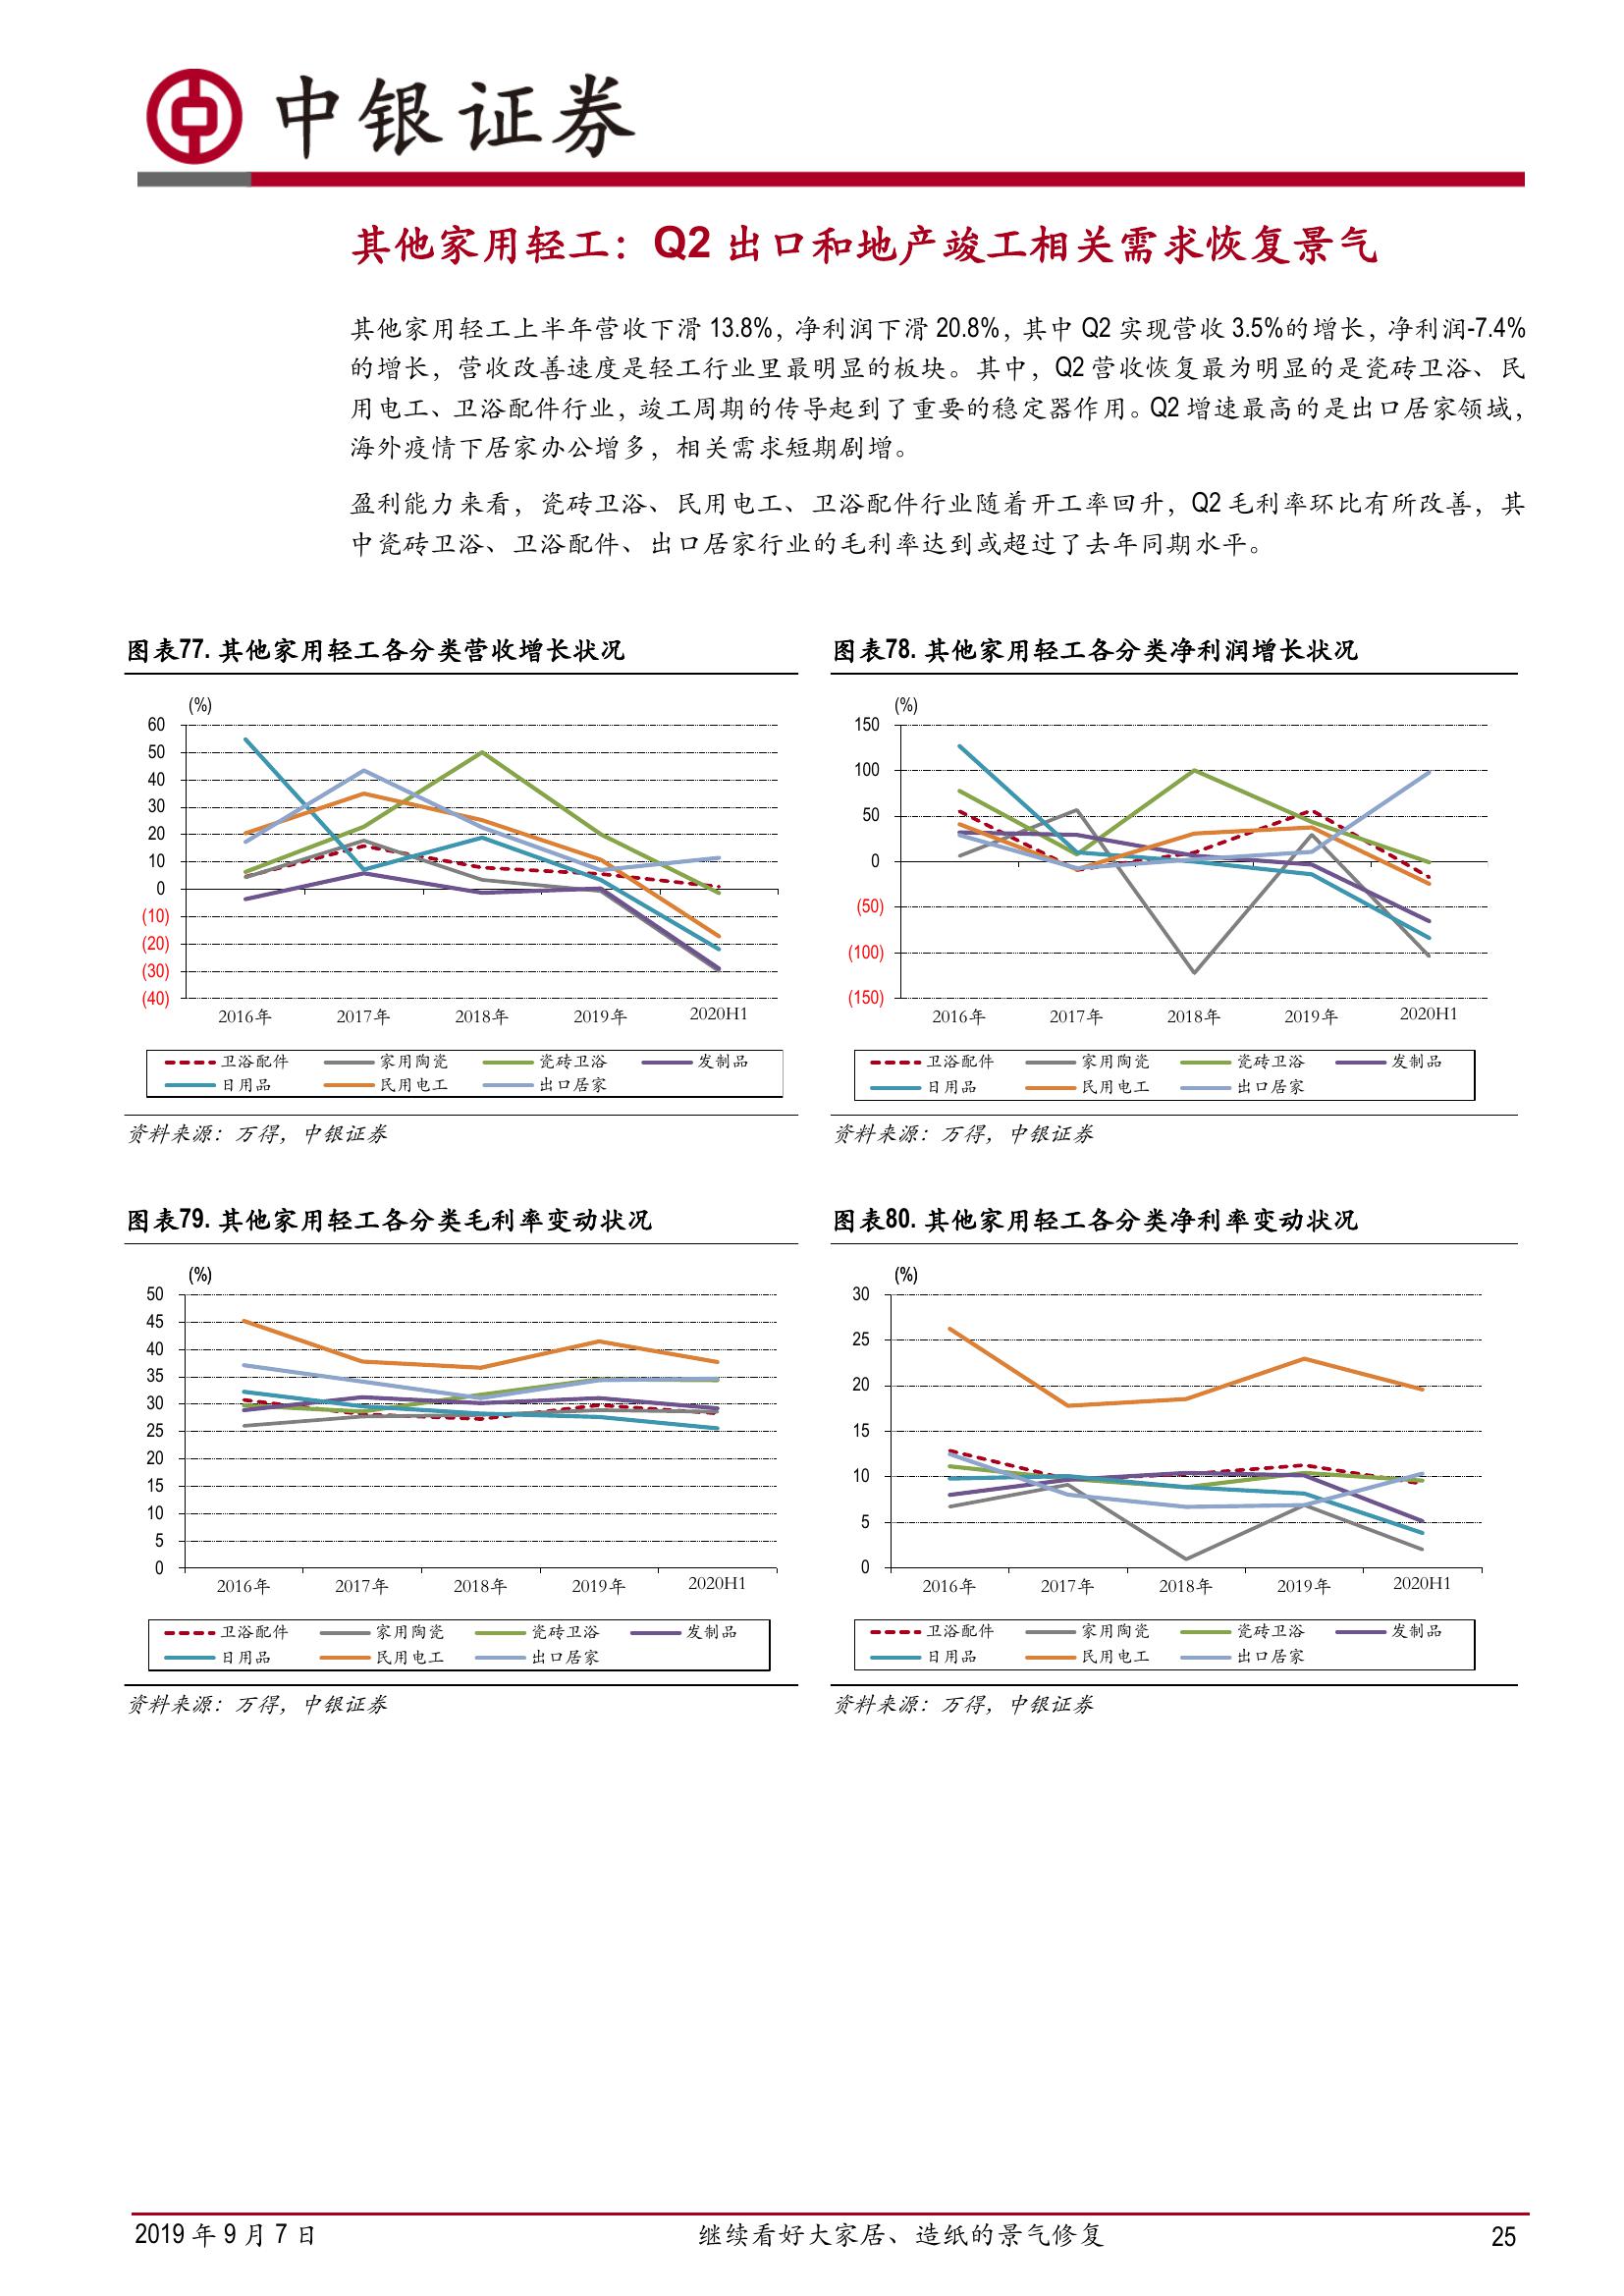 中银证券
其他家用轻工：Q2 出口和地产竣工相关需求恢复景气
其他家用轻工上半年营收下滑 13.8%，净利润下滑 20.8%，其中 Q2 实现营收 3.5%的增长，净利润-7.4%
的增长，营收改善速度是轻工行业里最明显的板块。其中，Q2 营收恢复最为明显的是瓷砖卫浴、民
用电工、卫浴配件行业，竣工周期的传导起到了重要的稳定器作用。Q2 增速最高的是出口居家领域，
海外疫情下居家办公增多，相关需求短期剧增。
盈利能力来看，瓷砖卫浴、民用电工、卫浴配件行业随着开工率回升，Q2 毛利率环比有所改善，其
中瓷砖卫浴、卫浴配件、出口居家行业的毛利率达到或超过了去年同期水平。
图表77. 其他家用轻工各分类营收增长状况
(%)
60
50
40
30
20
10
0
(10)
(20)
(30)
(40)
2016年 2017年 2018年 2019年 2020H1
卫浴配件 家用陶瓷 瓷砖卫浴 发制品
日用品 民用电工 出口居家
资料来源：万得，中银证券
图表78. 其他家用轻工各分类净利润增长状况
(%)
150
100
50
0
(50)
(100)
(150)
2016年 2017年 2018年 2019年 2020H1
卫浴配件 家用陶瓷 瓷砖卫浴 发制品
日用品 民用电工 出口居家
资料来源：万得，中银证券
图表79. 其他家用轻工各分类毛利率变动状况
(%)
50
45
40
35
30
25
20
15
10
5
0
2016年 2017年 2018年 2019年 2020H1
卫浴配件 家用陶瓷 瓷砖卫浴 发制品
日用品 民用电工 出口居家
资料来源：万得，中银证券
图表80. 其他家用轻工各分类净利率变动状况
(%)
30
25
20
15
10
5
0
2016年 2017年 2018年 2019年 2020H1
卫浴配件 家用陶瓷 瓷砖卫浴 发制品
日用品 民用电工 出口居家
资料来源：万得，中银证券
2019 年 9 月 7 日 继续看好大家居、造纸的景气修复 25